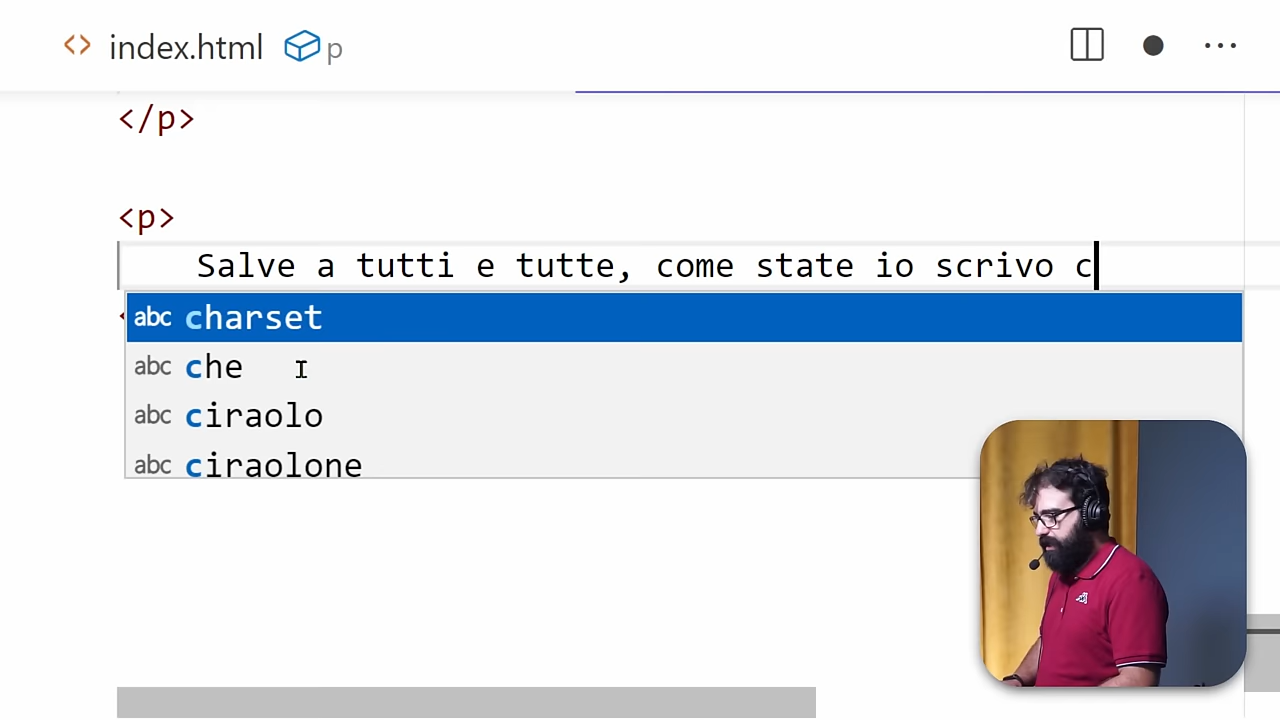 index.html p
</p>
<p>
Salve a tutti e tutte, come state io scrivo c
abc charset
abc che
abc ciraolo
abc ciraolone